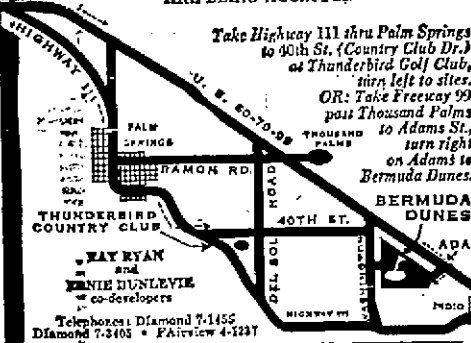 Take Highway 111 thru Palm Springs
to 40th St. (Country Club Dr.)
at Thunderbird Golf Club,
turn left to sites.
OR: Take Freeway 99
past Thousand Palms
to Adams St.,
turn right
on Adams to
Bermuda Dunes.
HIGHWAY 111
U. S. 60-70-99
PALM
SPRINGS
THOUSAND
PALMS
RAMON RD.
BERMUDA
DUNES
THUNDERBIRD
COUNTRY CLUB
40TH ST.
DEL SOL ROAD
WASHINGTON
ADA
INDIO
HIGHWAY 111
RAY RYAN
and
ERNIE DUNLEVIE
co-developers
Telephones: DIamond 7-1455
DIamond 7-3405 • FAirview 4-1237